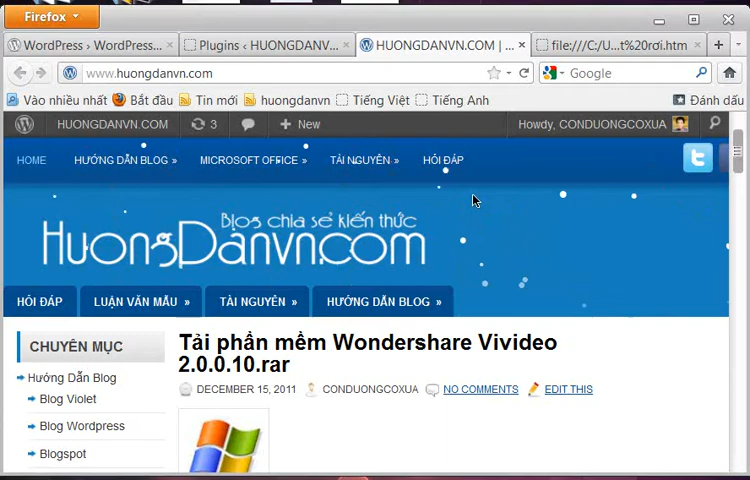 Firefox
WordPress › WordPress...
Plugins ‹ HUONGDANV...
HUONGDANVN.COM | ...
file:///C:/U...t%20rơi.htm
www.huongdanvn.com
Google
Vào nhiều nhất
Bắt đầu
Tin mới
huongdanvn
Tiếng Việt
Tiếng Anh
Đánh dấu
HUONGDANVN.COM
3
New
Howdy, CONDUONGCOXUA
HOME
HƯỚNG DẪN BLOG »
MICROSOFT OFFICE »
TÀI NGUYÊN »
HỎI ĐÁP
Blog chia sẻ kiến thức
HuongDanvn.com
HỎI ĐÁP
LUẬN VĂN MẪU »
TÀI NGUYÊN »
HƯỚNG DẪN BLOG »
CHUYÊN MỤC
Hướng Dẫn Blog
Blog Violet
Blog Wordpress
Blogspot
Tải phần mềm Wondershare Vivideo
2.0.0.10.rar
DECEMBER 15, 2011
CONDUONGCOXUA
NO COMMENTS
EDIT THIS